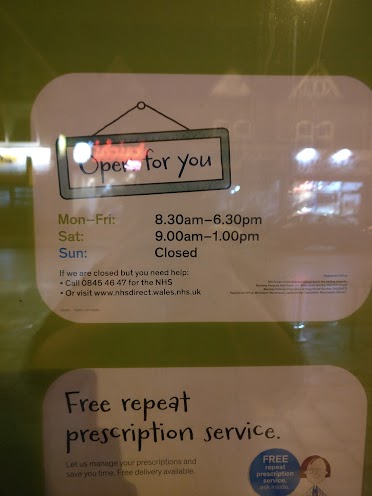 Open for you
Mon–Fri: 8.30am–6.30pm
Sat: 9.00am–1.00pm
Sun: Closed
If we are closed but you need help:
• Call 0845 46 47 for the NHS
• Or visit www.nhsdirect.wales.nhs.uk
Free repeat
prescription service.
Let us manage your prescriptions and
save you time. Free delivery available.
FREE
repeat
prescription
service,
ask inside.